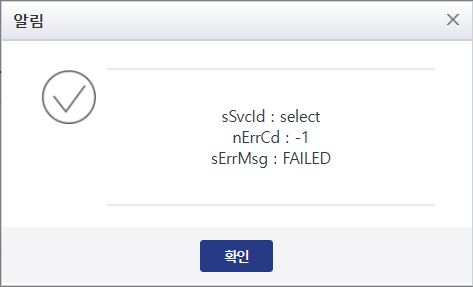 알림
sSvcId : select
nErrCd : -1
sErrMsg : FAILED
확인